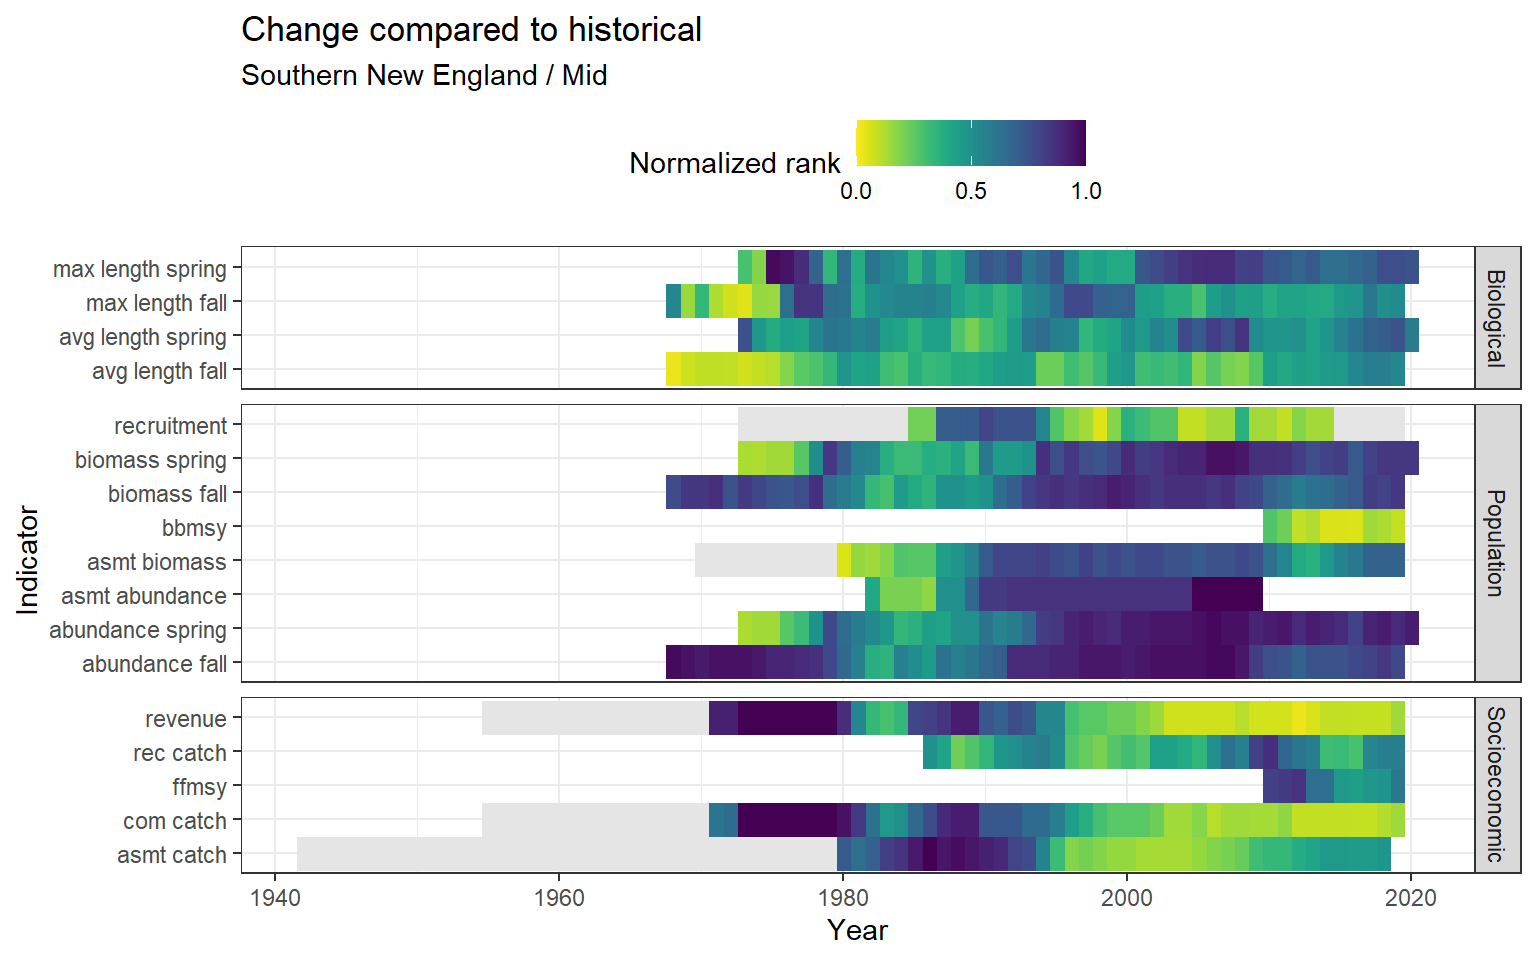 Change compared to historical
Southern New England / Mid
Normalized rank
0.0 0.5 1.0
max length spring
max length fall
avg length spring
avg length fall
Biological
recruitment
biomass spring
biomass fall
bbmsy
asmt biomass
asmt abundance
abundance spring
abundance fall
Population
Indicator
revenue
rec catch
ffmsy
com catch
asmt catch
Socioeconomic
1940 1960 1980 2000 2020
Year